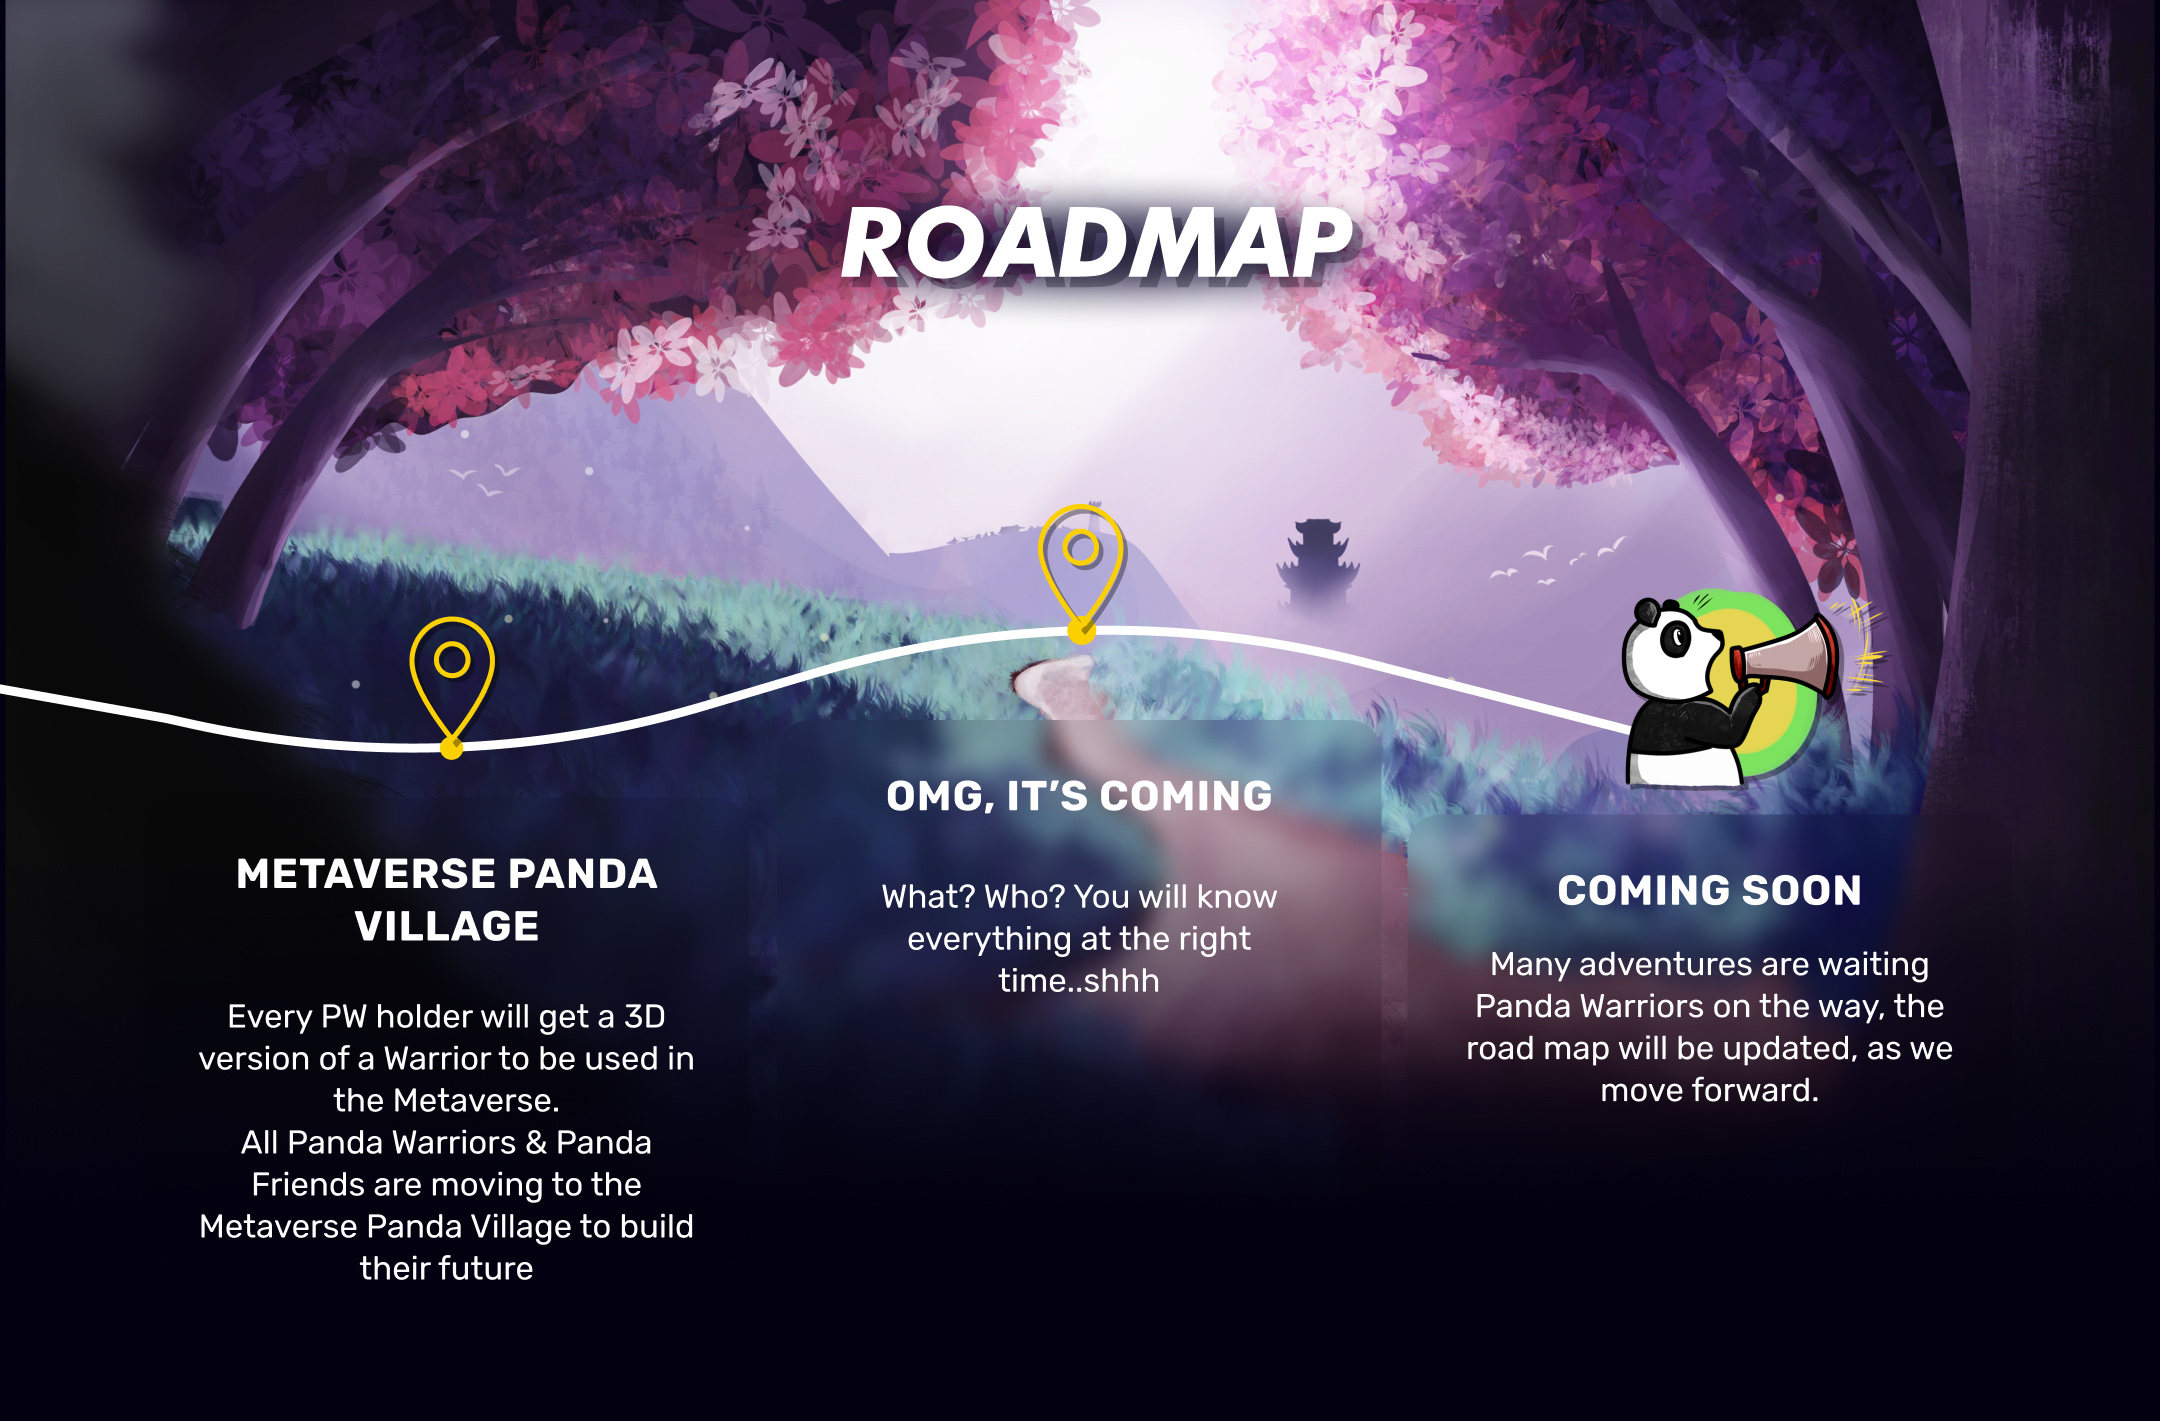 ROADMAP
METAVERSE PANDA
VILLAGE
Every PW holder will get a 3D
version of a Warrior to be used in
the Metaverse.
All Panda Warriors & Panda
Friends are moving to the
Metaverse Panda Village to build
their future
OMG, IT’S COMING
What? Who? You will know
everything at the right
time..shhh
COMING SOON
Many adventures are waiting
Panda Warriors on the way, the
road map will be updated, as we
move forward.